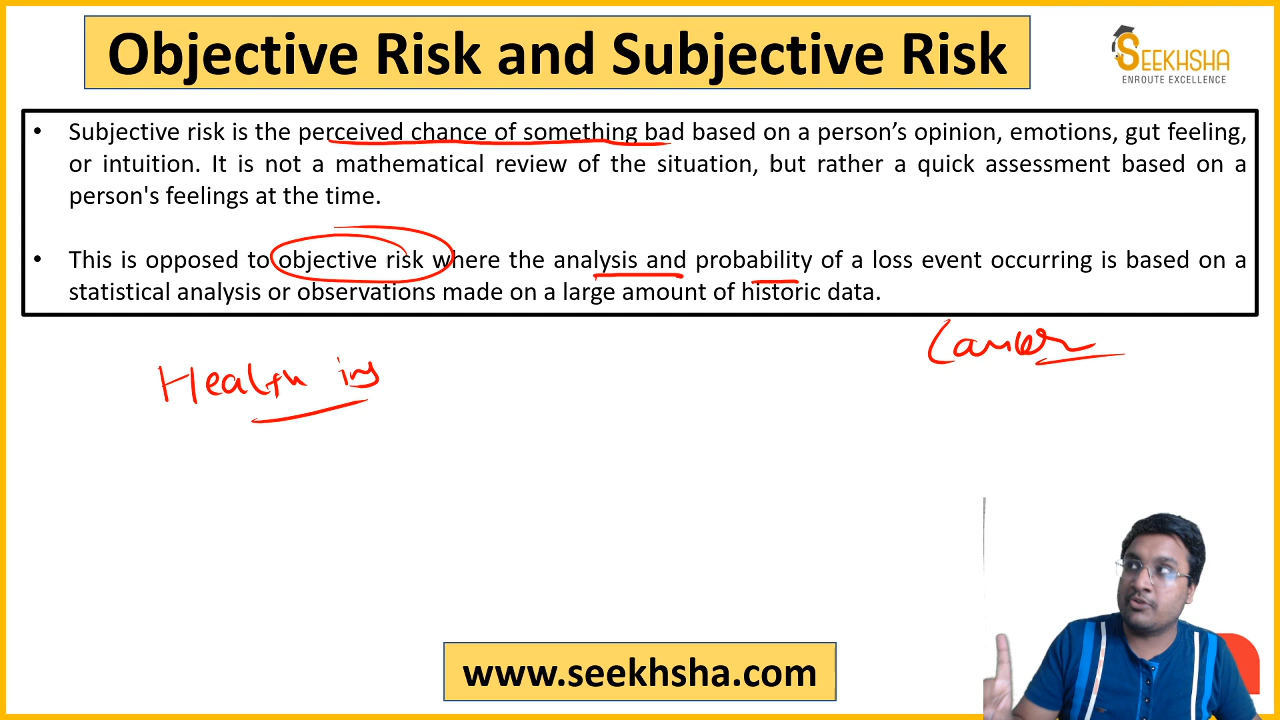 Objective Risk and Subjective Risk
SEEKHSHA
ENROUTE EXCELLENCE
• Subjective risk is the perceived chance of something bad based on a person’s opinion, emotions, gut feeling,
or intuition. It is not a mathematical review of the situation, but rather a quick assessment based on a
person's feelings at the time.
• This is opposed to objective risk where the analysis and probability of a loss event occurring is based on a
statistical analysis or observations made on a large amount of historic data.
Cancer
Health ins
www.seekhsha.com